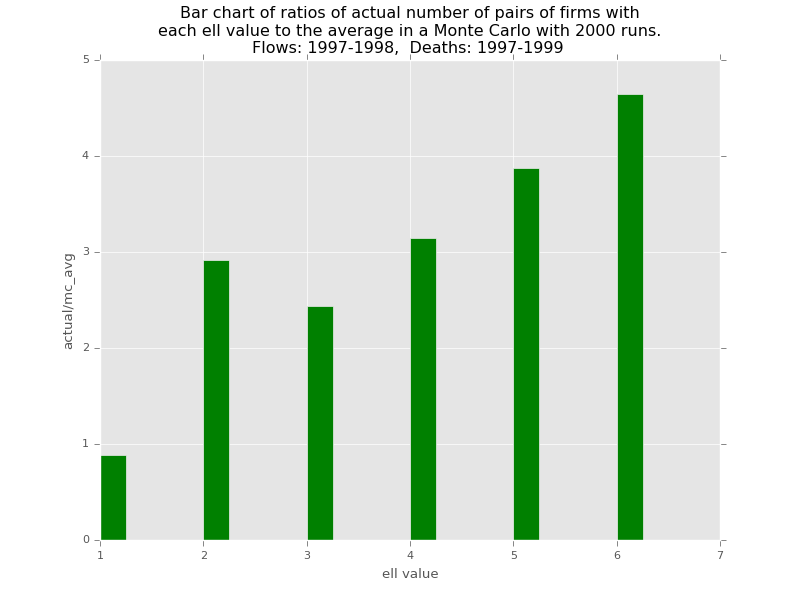 Bar chart of ratios of actual number of pairs of firms with
each ell value to the average in a Monte Carlo with 2000 runs.
Flows: 1997-1998,  Deaths: 1997-1999
5
4
3
2
1
0
actual/mc_avg
1 2 3 4 5 6 7
ell value